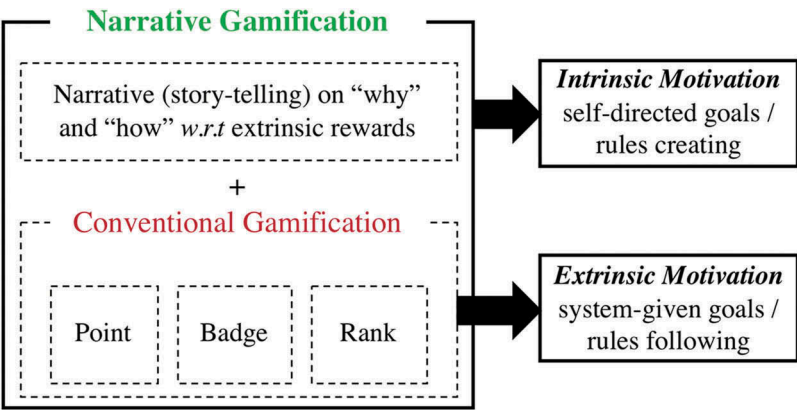 Narrative Gamification
Narrative (story-telling) on “why”
and “how” w.r.t extrinsic rewards
+
Conventional Gamification
Point
Badge
Rank
Intrinsic Motivation
self-directed goals /
rules creating
Extrinsic Motivation
system-given goals /
rules following